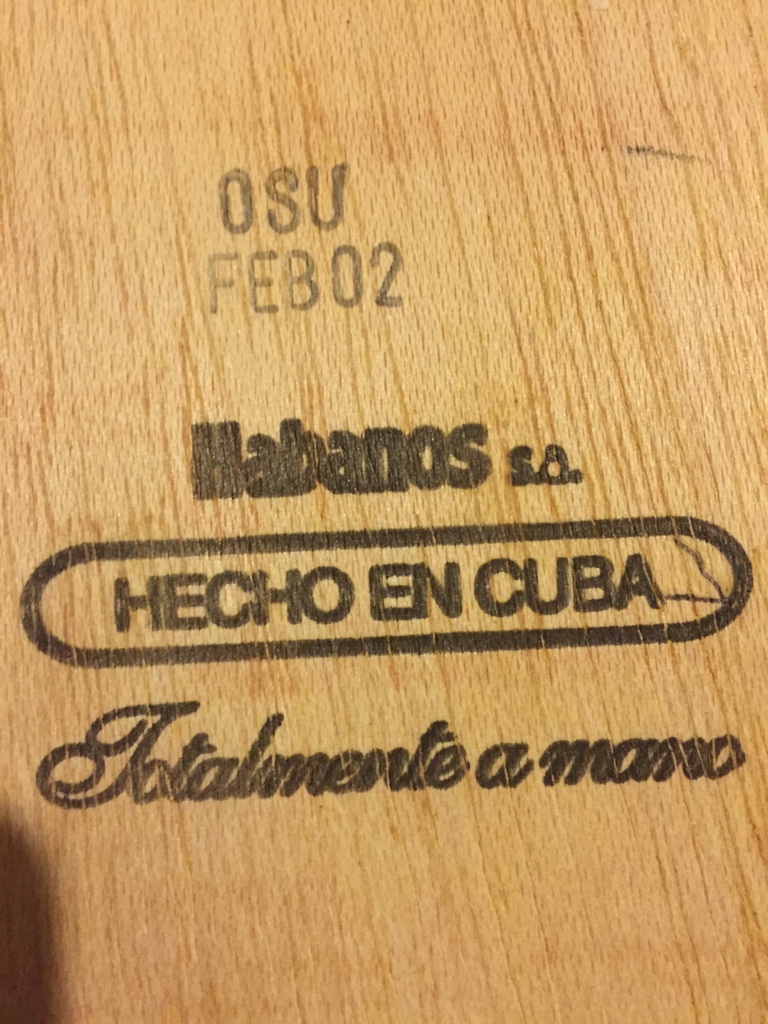 OSU
FEB02
Habanos s.a.
HECHO EN CUBA
Totalmente a mano